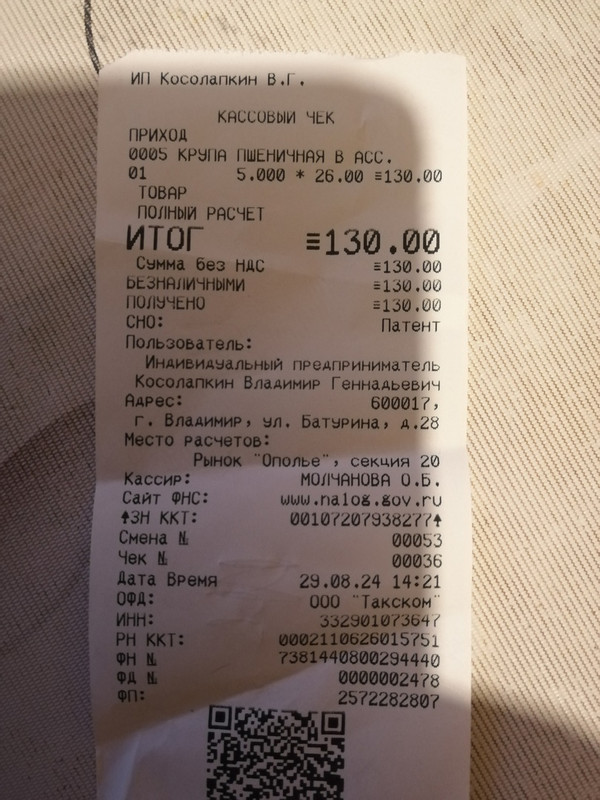 ИП Косолапкин В.Г.
КАССОВЫЙ ЧЕК
ПРИХОД
0005 КРУПА ПШЕНИЧНАЯ В АСС.
01 5.000 * 26.00 ≡130.00
ТОВАР
ПОЛНЫЙ РАСЧЕТ
ИТОГ ≡130.00
Сумма без НДС ≡130.00
БЕЗНАЛИЧНЫМИ ≡130.00
ПОЛУЧЕНО ≡130.00
СНО: Патент
Пользователь:
Индивидуальный предприниматель
Косолапкин Владимир Геннадьевич
Адрес: 600017,
г. Владимир, ул. Батурина, д.28
Место расчетов:
Рынок "Ополье", секция 20
Кассир: МОЛЧАНОВА О.Б.
Сайт ФНС: www.nalog.gov.ru
↑ЗН ККТ: 00107207938277↑
Смена № 00053
Чек № 00036
Дата Время 29.08.24 14:21
ОФД: ООО "Такском"
ИНН: 332901073647
РН ККТ: 0002110626015751
ФН № 7381440800294440
ФД № 0000002478
ФП: 2572282807